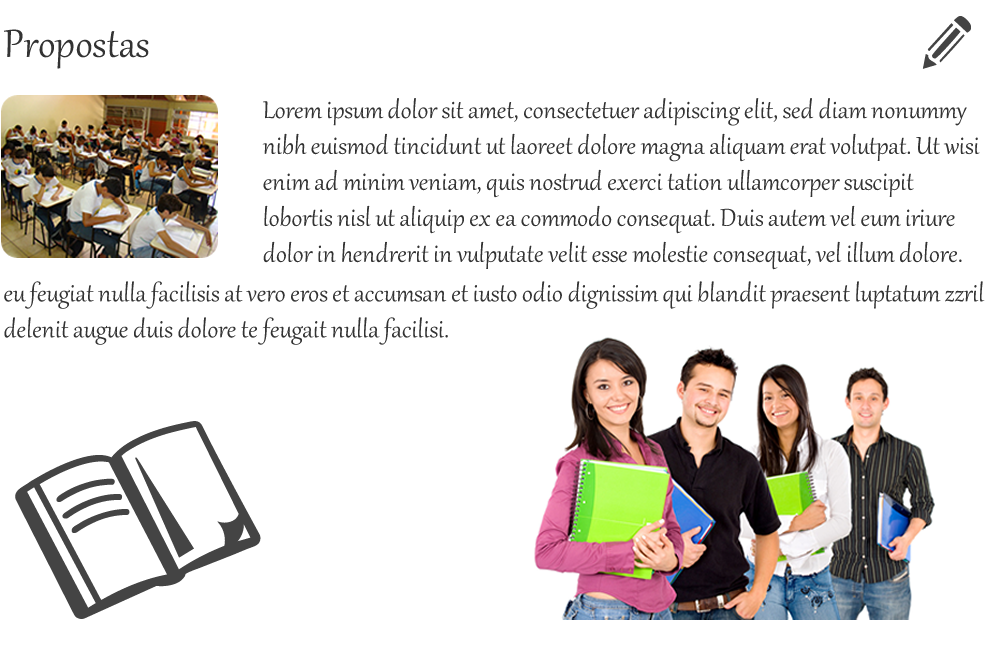 Propostas
Lorem ipsum dolor sit amet, consectetuer adipiscing elit, sed diam nonummy
nibh euismod tincidunt ut laoreet dolore magna aliquam erat volutpat. Ut wisi
enim ad minim veniam, quis nostrud exerci tation ullamcorper suscipit
lobortis nisl ut aliquip ex ea commodo consequat. Duis autem vel eum iriure
dolor in hendrerit in vulputate velit esse molestie consequat, vel illum dolore.
eu feugiat nulla facilisis at vero eros et accumsan et iusto odio dignissim qui blandit praesent luptatum zzril
delenit augue duis dolore te feugait nulla facilisi.